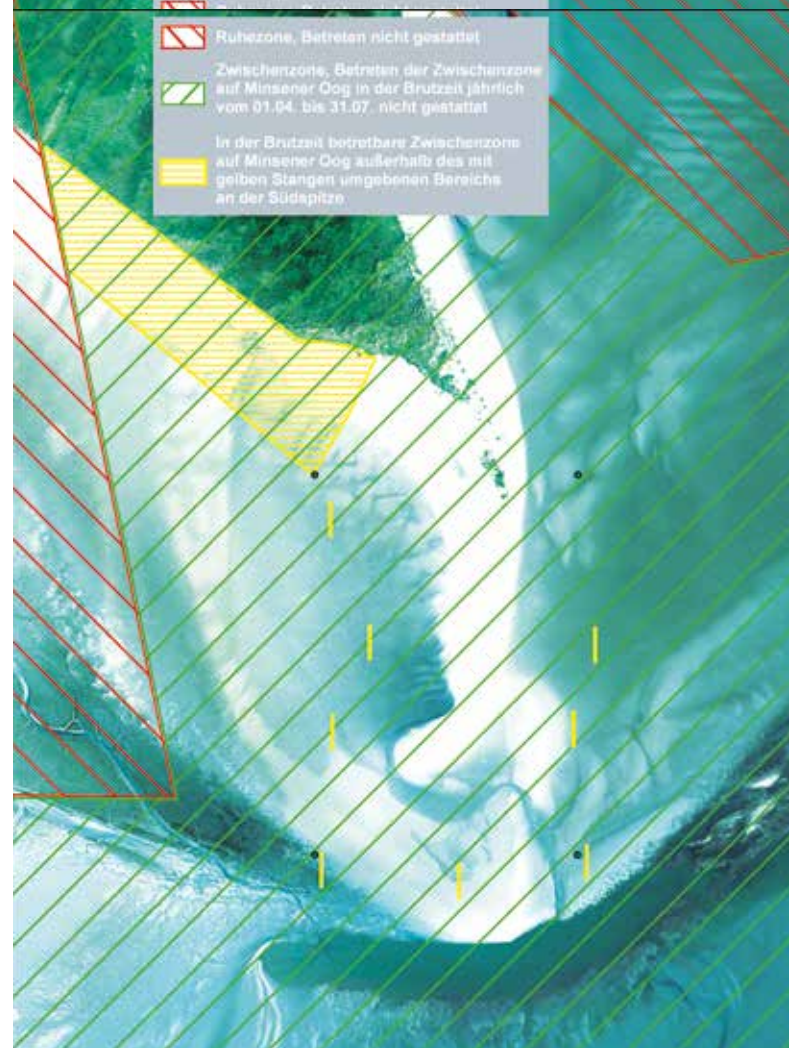 Ruhezone, Betreten nicht gestattet
Zwischenzone, Betreten der Zwischenzone
auf Minsener Oog in der Brutzeit jährlich
vom 01.04. bis 31.07. nicht gestattet
In der Brutzeit betretbare Zwischenzone
auf Minsener Oog außerhalb des mit
gelben Stangen umgebenen Bereichs
an der Südspitze